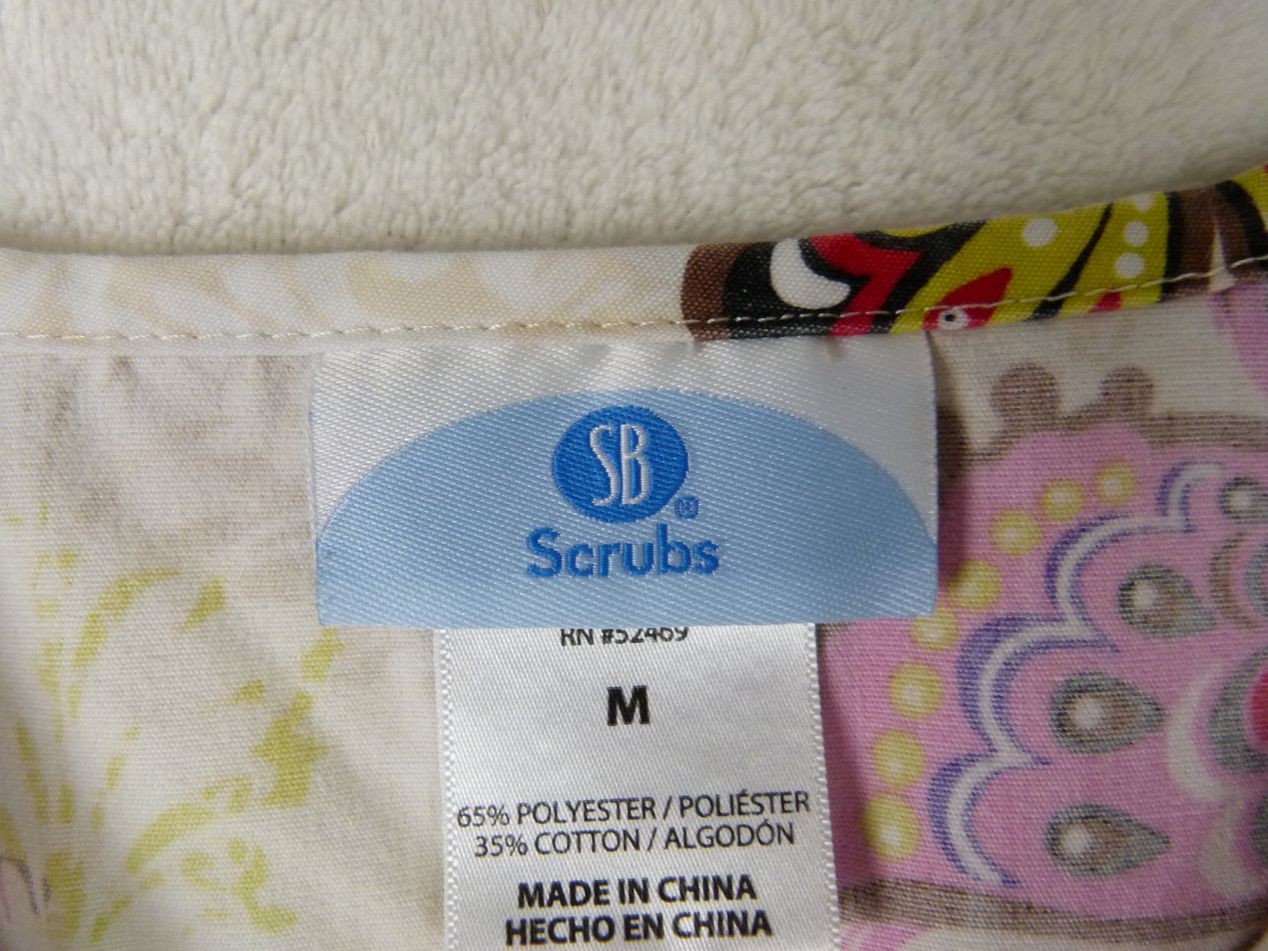 SB®
Scrubs
RN #52469
M
65% POLYESTER / POLIÉSTER
35% COTTON / ALGODÓN
MADE IN CHINA
HECHO EN CHINA